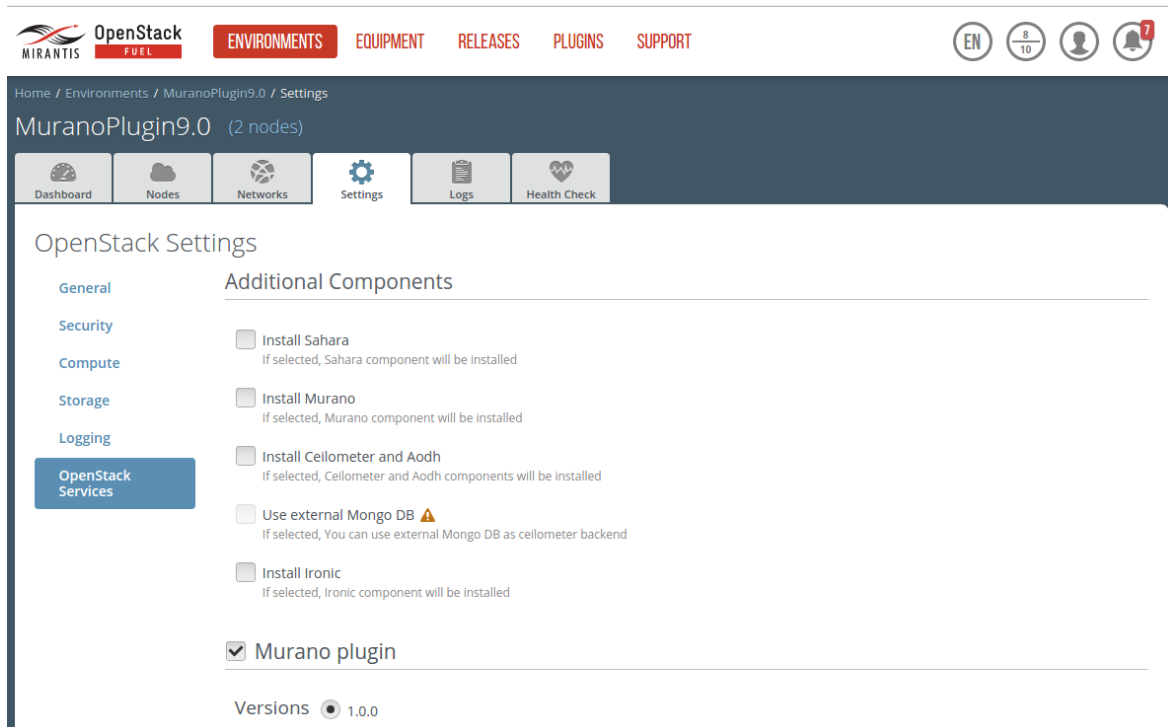 MIRANTIS
OpenStack
FUEL
ENVIRONMENTS EQUIPMENT RELEASES PLUGINS SUPPORT
EN
8
10
7
Home / Environments / MuranoPlugin9.0 / Settings
MuranoPlugin9.0 (2 nodes)
Dashboard Nodes Networks Settings Logs Health Check
OpenStack Settings
General
Security
Compute
Storage
Logging
OpenStack
Services
Additional Components
Install Sahara
If selected, Sahara component will be installed
Install Murano
If selected, Murano component will be installed
Install Ceilometer and Aodh
If selected, Ceilometer and Aodh components will be installed
Use external Mongo DB
If selected, You can use external Mongo DB as ceilometer backend
Install Ironic
If selected, Ironic component will be installed
Murano plugin
Versions 1.0.0